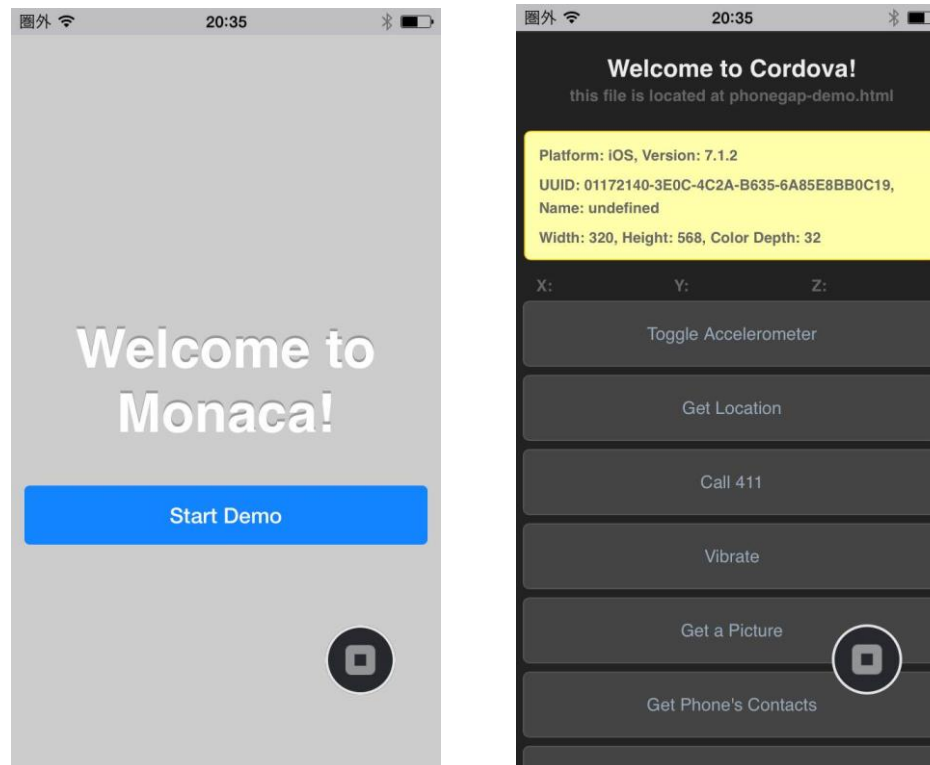 圏外 20:35
Welcome to
Monaca!
Start Demo
圏外 20:35
Welcome to Cordova!
this file is located at phonegap-demo.html
Platform: iOS, Version: 7.1.2
UUID: 01172140-3E0C-4C2A-B635-6A85E8BB0C19,
Name: undefined
Width: 320, Height: 568, Color Depth: 32
X: Y: Z:
Toggle Accelerometer
Get Location
Call 411
Vibrate
Get a Picture
Get Phone's Contacts